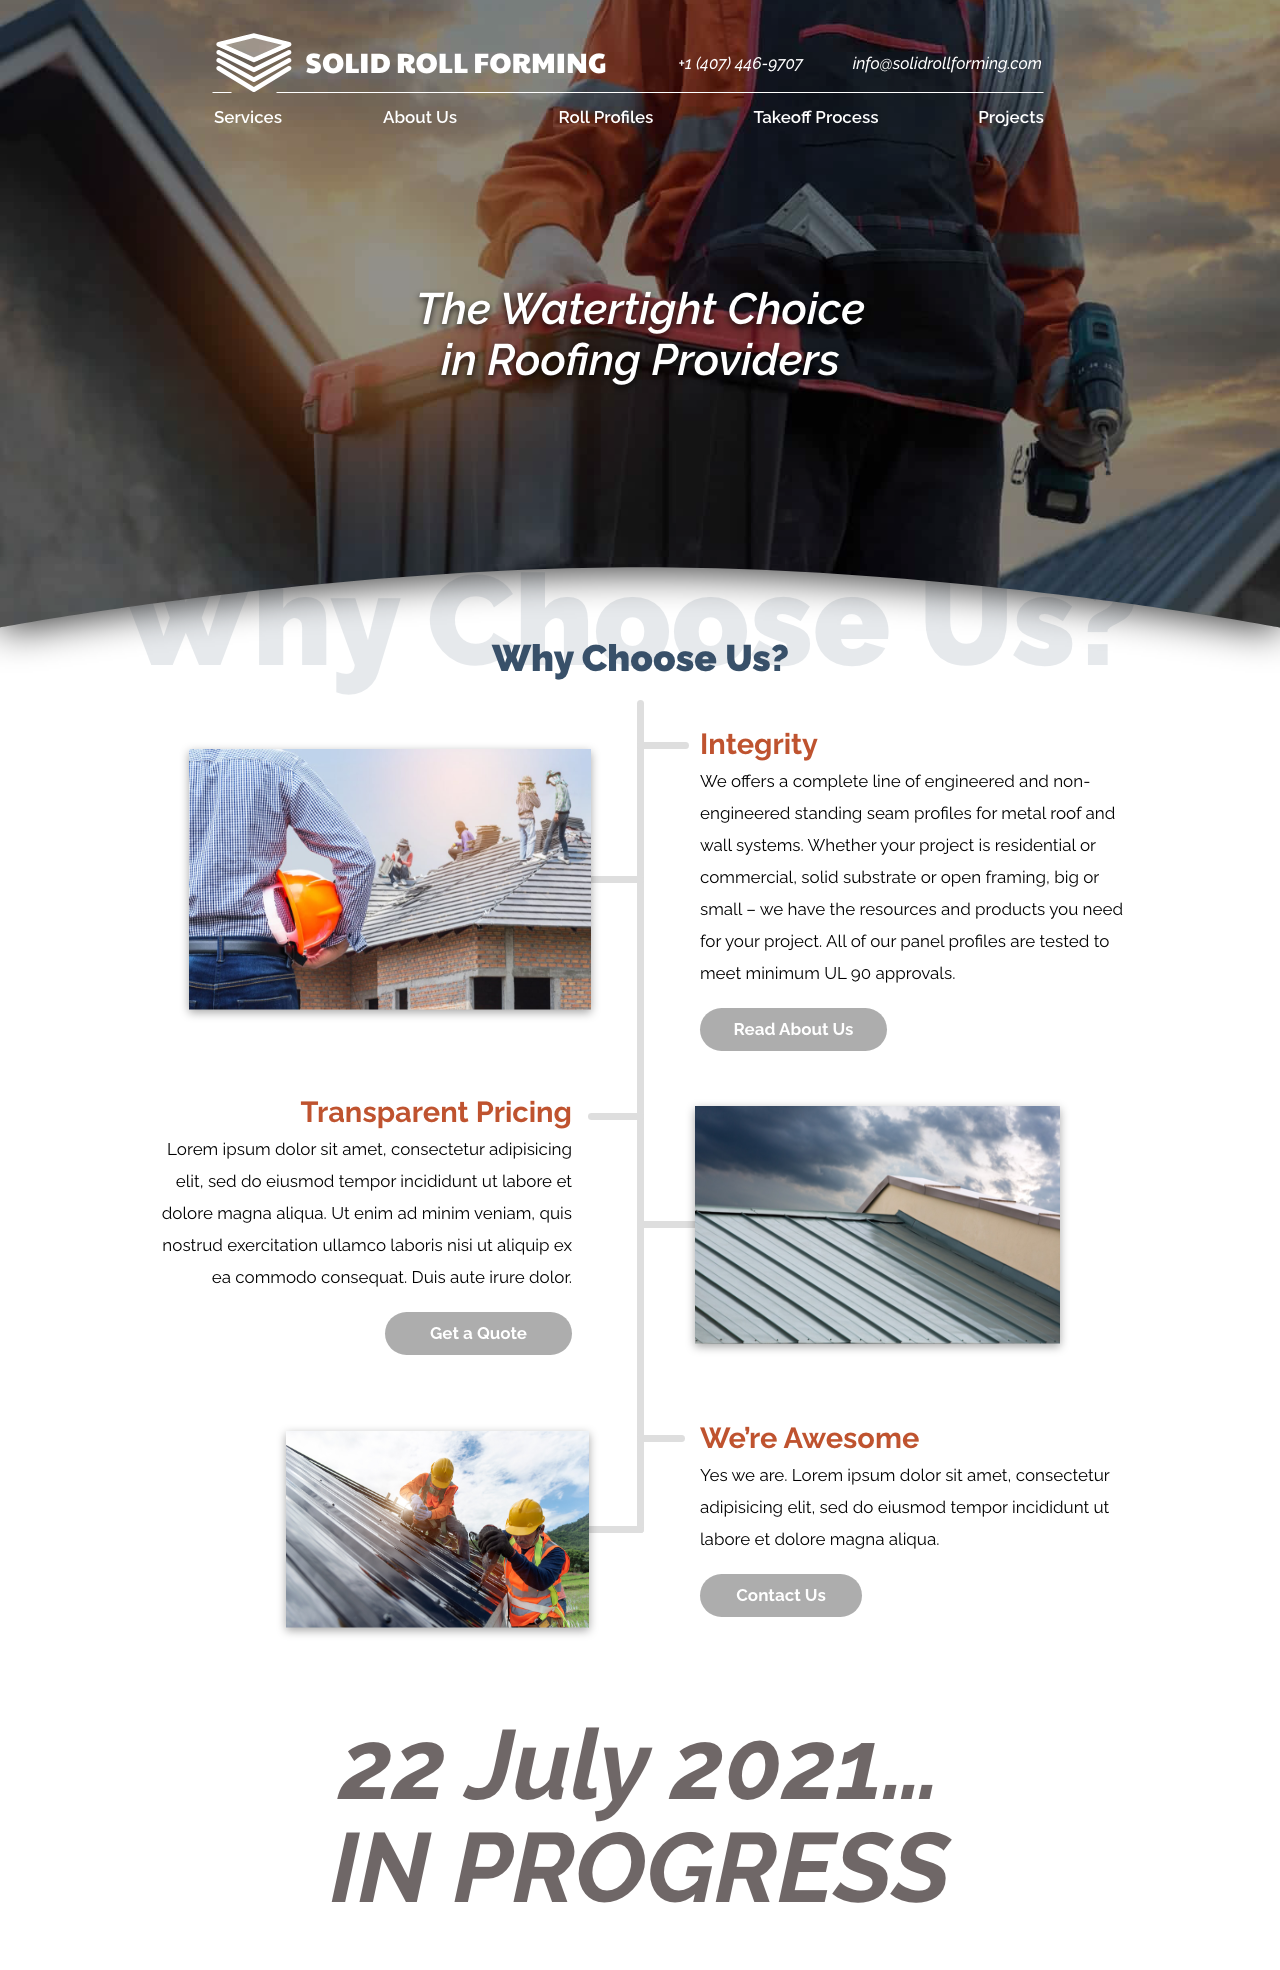 SOLID ROLL FORMING
+1 (407) 446-9707
info@solidrollforming.com
Services
About Us
Roll Profiles
Takeoff Process
Projects
The Watertight Choice
in Roofing Providers
Why Choose Us?
Why Choose Us?
Integrity
We offers a complete line of engineered and non-
engineered standing seam profiles for metal roof and
wall systems. Whether your project is residential or
commercial, solid substrate or open framing, big or
small – we have the resources and products you need
for your project. All of our panel profiles are tested to
meet minimum UL 90 approvals.
Read About Us
Transparent Pricing
Lorem ipsum dolor sit amet, consectetur adipisicing
elit, sed do eiusmod tempor incididunt ut labore et
dolore magna aliqua. Ut enim ad minim veniam, quis
nostrud exercitation ullamco laboris nisi ut aliquip ex
ea commodo consequat. Duis aute irure dolor.
Get a Quote
We’re Awesome
Yes we are. Lorem ipsum dolor sit amet, consectetur
adipisicing elit, sed do eiusmod tempor incididunt ut
labore et dolore magna aliqua.
Contact Us
22 July 2021…
IN PROGRESS